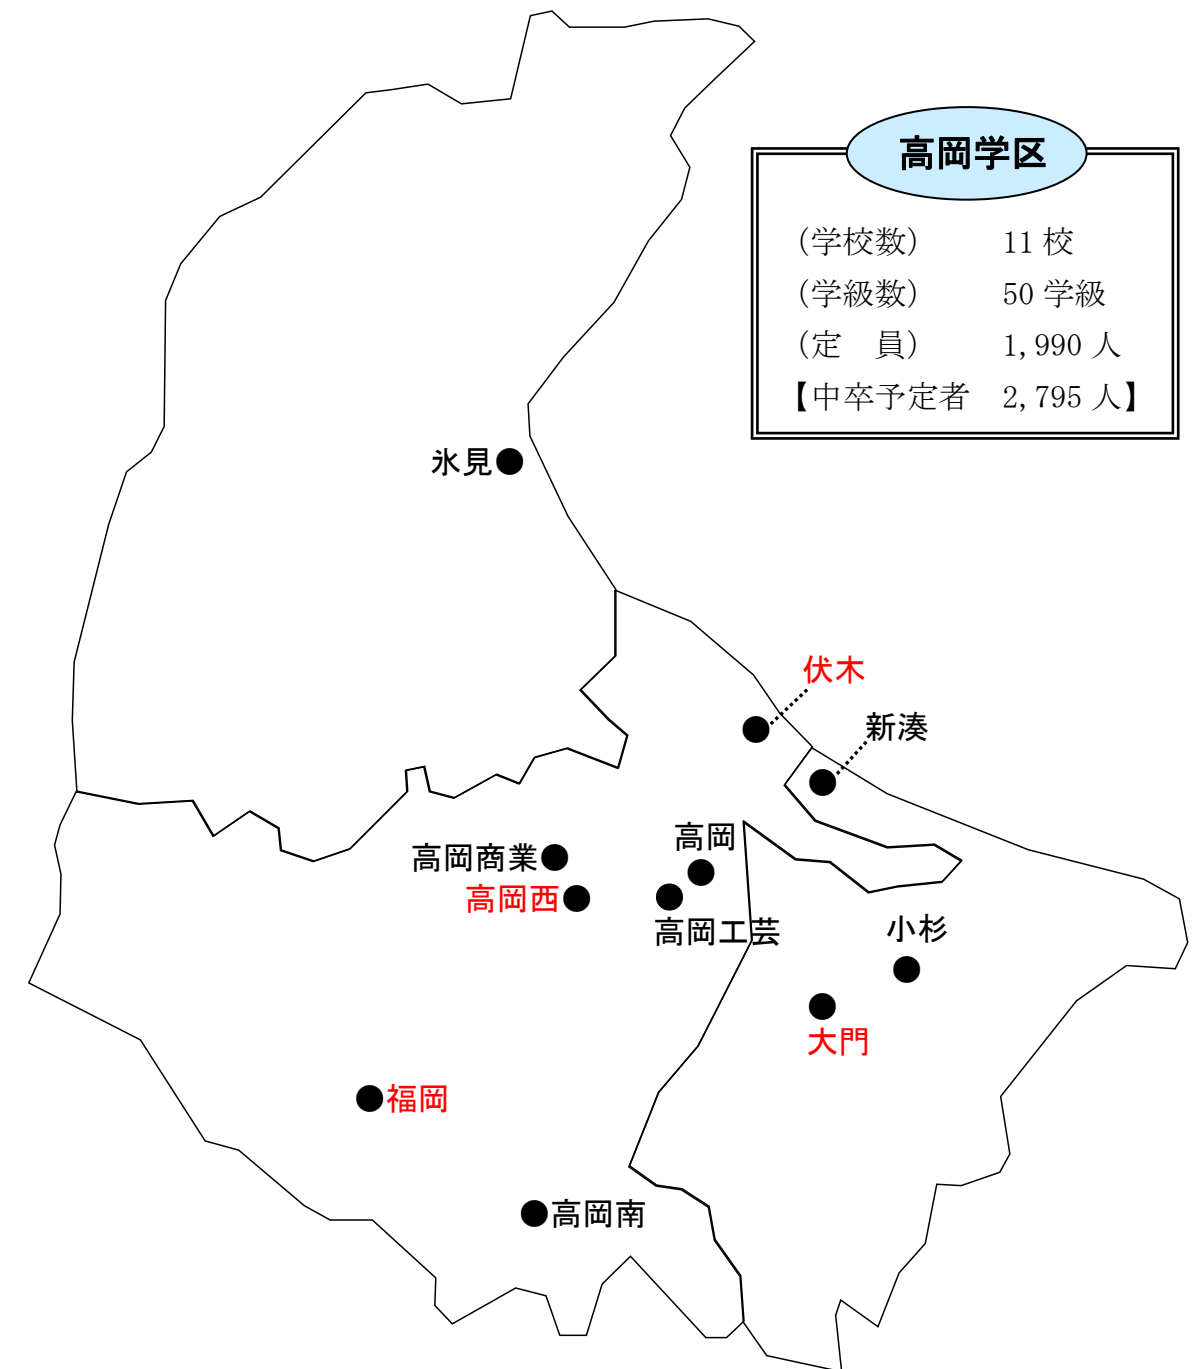 高岡学区
（学校数）　11 校
（学級数）　50 学級
（定　員）　1,990 人
【中卒予定者　2,795 人】
氷見
伏木
新湊
高岡
高岡商業
高岡西
高岡工芸
小杉
大門
福岡
高岡南